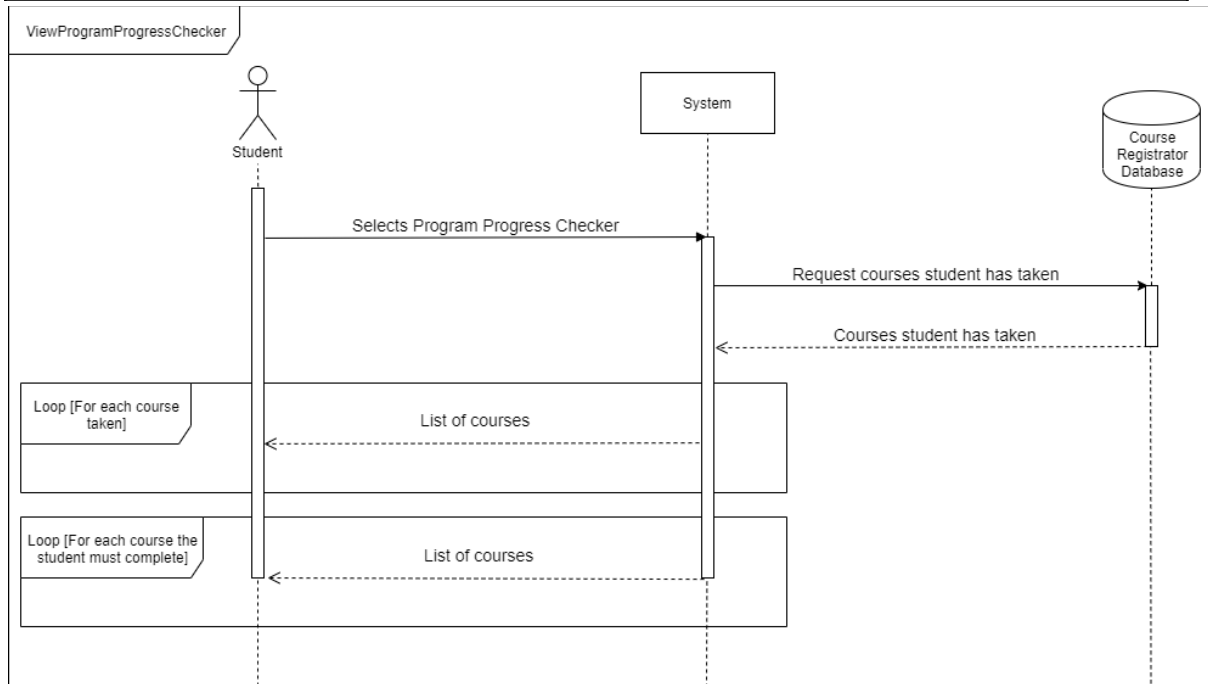 ViewProgramProgressChecker
Student
System
Course
Registrator
Database
Selects Program Progress Checker
Request courses student has taken
Courses student has taken
Loop [For each course
taken]
List of courses
Loop [For each course the
student must complete]
List of courses